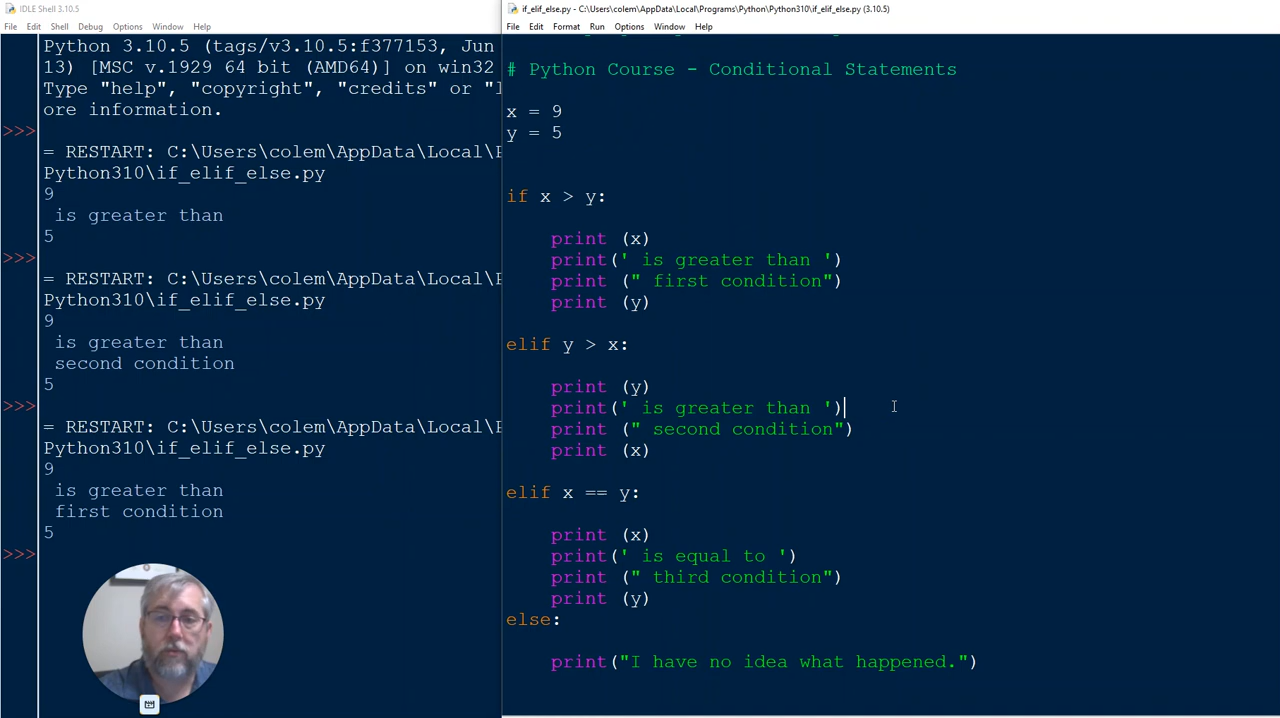 IDLE Shell 3.10.5
File Edit Shell Debug Options Window Help
Python 3.10.5 (tags/v3.10.5:f377153, Jun
13) [MSC v.1929 64 bit (AMD64)] on win32
Type "help", "copyright", "credits" or "l
ore information.
>>>
= RESTART: C:\Users\colem\AppData\Local\P
Python310\if_elif_else.py
9
is greater than
5
>>>
= RESTART: C:\Users\colem\AppData\Local\P
Python310\if_elif_else.py
9
is greater than
second condition
5
>>>
= RESTART: C:\Users\colem\AppData\Local\P
Python310\if_elif_else.py
9
is greater than
first condition
5
>>>
if_elif_else.py - C:\Users\colem\AppData\Local\Programs\Python\Python310\if_elif_else.py (3.10.5)
File Edit Format Run Options Window Help
# Python Course - Conditional Statements
x = 9
y = 5
if x > y:
print (x)
print(' is greater than ')
print (" first condition")
print (y)
elif y > x:
print (y)
print(' is greater than ')
print (" second condition")
print (x)
elif x == y:
print (x)
print(' is equal to ')
print (" third condition")
print (y)
else:
print("I have no idea what happened.")